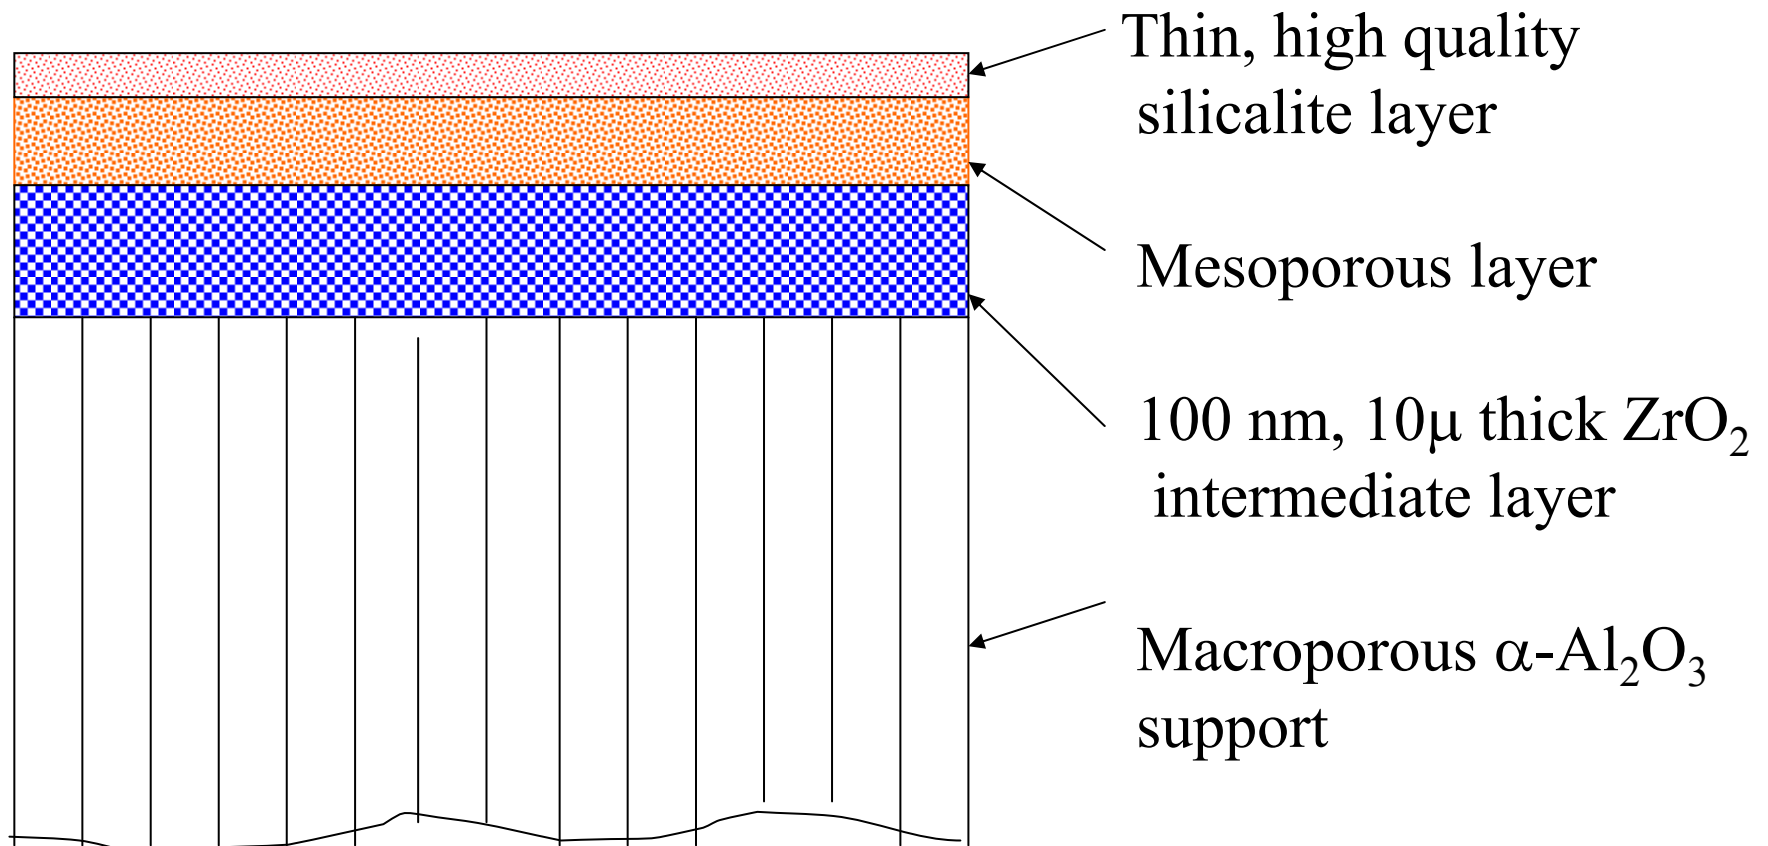 Thin, high quality
silicalite layer
Mesoporous layer
100 nm, 10μ thick ZrO₂
intermediate layer
Macroporous α-Al₂O₃
support